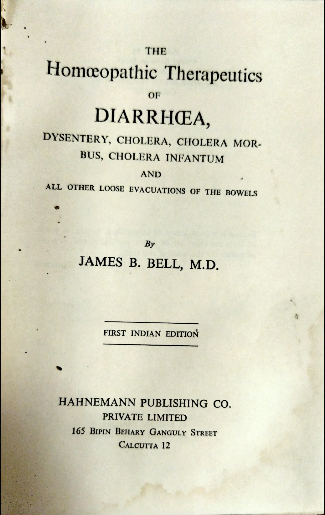 THE
Homœopathic Therapeutics
OF
DIARRHŒA,
DYSENTERY, CHOLERA, CHOLERA MOR-
BUS, CHOLERA INFANTUM
AND
ALL OTHER LOOSE EVACUATIONS OF THE BOWELS
By
JAMES B. BELL, M.D.
FIRST INDIAN EDITION
HAHNEMANN PUBLISHING CO.
PRIVATE LIMITED
165 BIPIN BEHARY GANGULY STREET
CALCUTTA 12